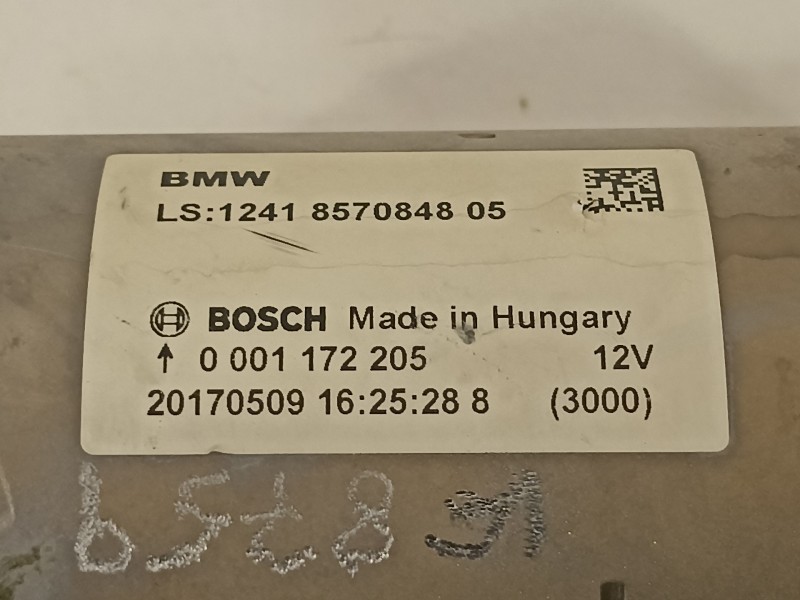 BMW
LS:1241 8570848 05
BOSCH Made in Hungary
↑ 0 001 172 205 12V
20170509 16:25:28 8 (3000)